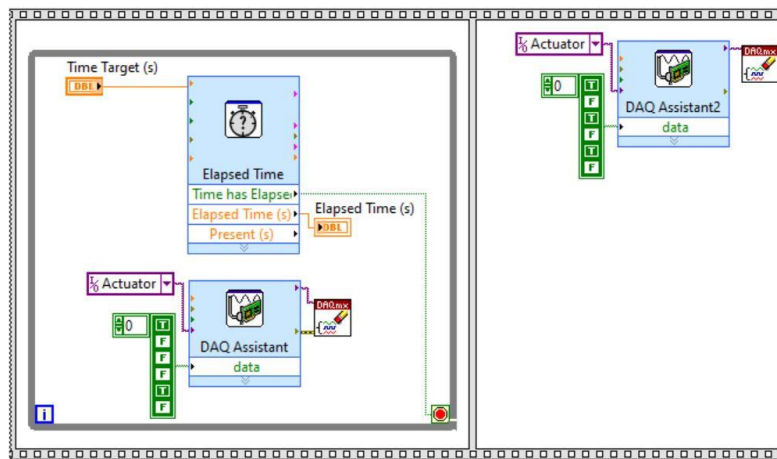 Time Target (s)
DBL
?
Elapsed Time
Time has Elapse
Elapsed Time (s)
Present (s)
Elapsed Time (s)
DBL
I/O Actuator
0
T
F
F
F
T
F
DAQ Assistant
data
DAQmx
i
I/O Actuator
0
T
F
T
F
T
F
DAQ Assistant2
data
DAQmx